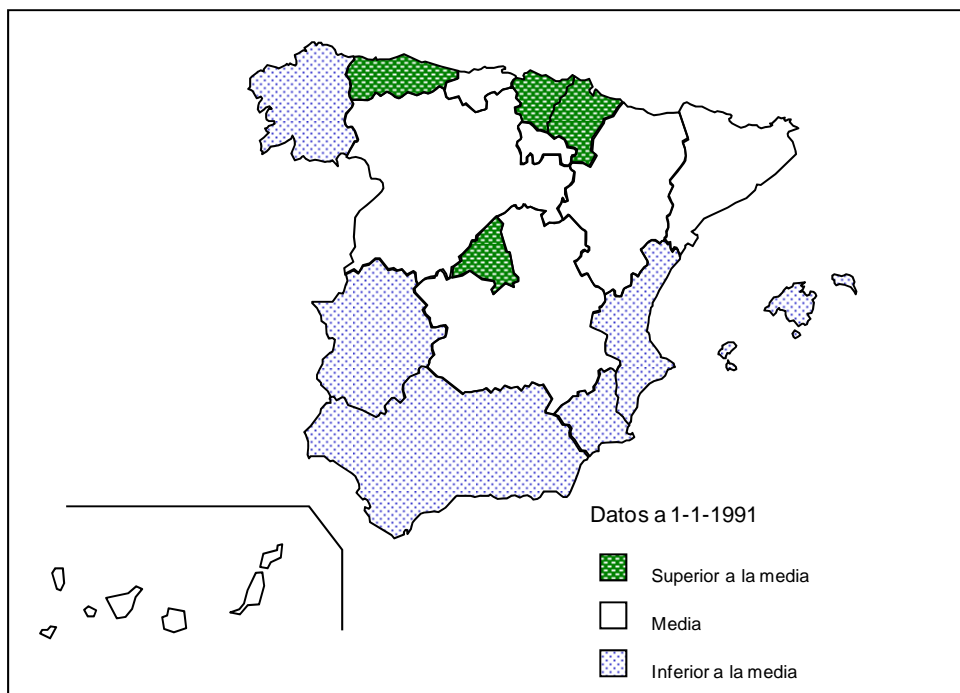 Datos a 1-1-1991
Superior a la media
Media
Inferior a la media